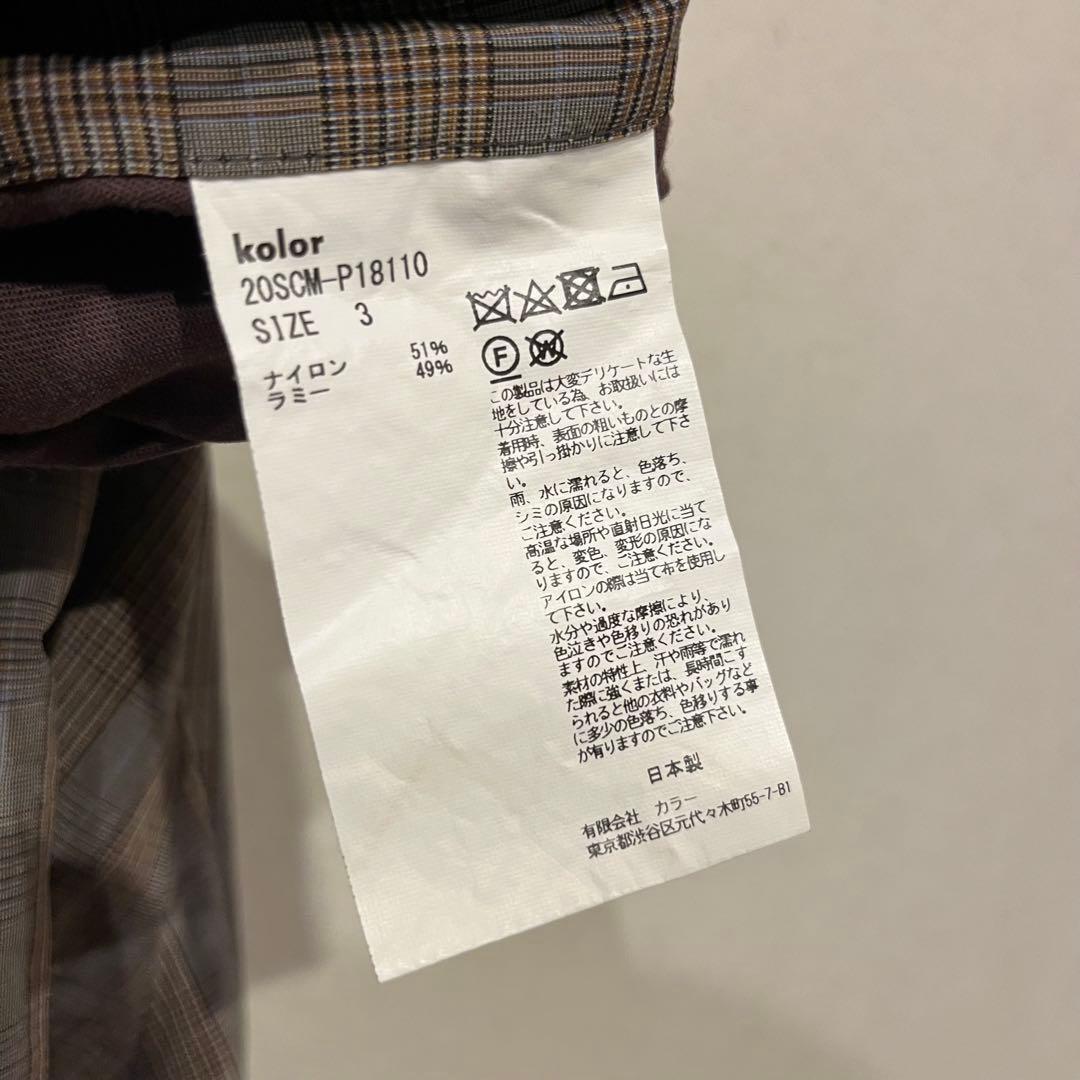 kolor
20SCM-P18110
SIZE 3
ナイロン 51%
ラミー 49%
F
W
この製品は大変デリケートな生
地をしている為、お取扱いには
十分注意して下さい。
着用時、表面の粗いものとの摩
擦や引っ掛かりに注意して下さ
い。
雨、水に濡れると、色落ち、
シミの原因になりますので、
ご注意ください。
高温な場所や直射日光に当て
ると、変色、変形の原因にな
りますので、ご注意ください。
アイロンの際は当て布を使用し
て下さい。
水分や過度な摩擦により、
色泣きや色移りの恐れがあり
ますのでご注意ください。
素材の特性上、汗や雨等で濡れ
た際に強くまたは、長時間こす
られると他の衣料やバッグなど
に多少の色落ち、色移りする事
が有りますのでご注意下さい。
日本製
有限会社 カラー
東京都渋谷区元代々木町55-7-B1